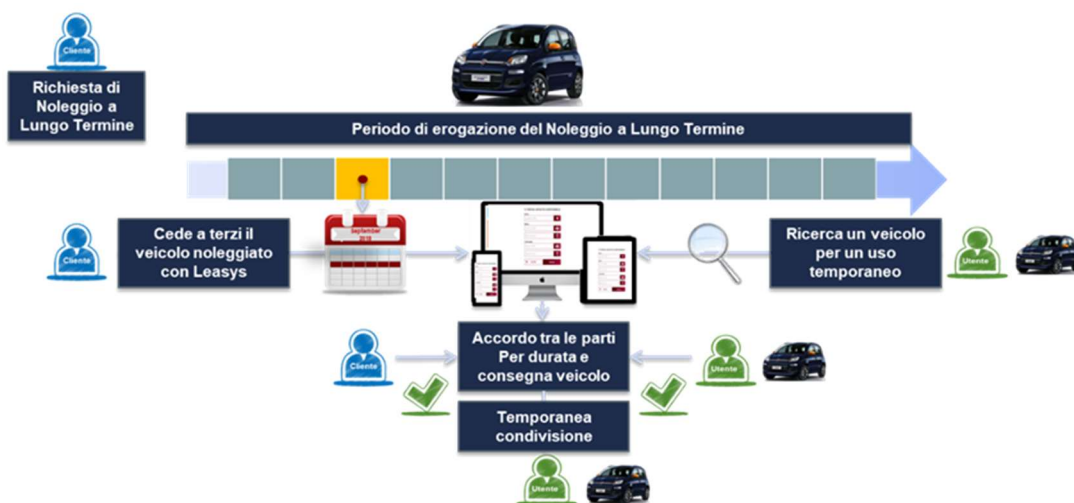 Cliente
Richiesta di
Noleggio a
Lungo Termine
Periodo di erogazione del Noleggio a Lungo Termine
Cliente
Cede a terzi il
veicolo noleggiato
con Leasys
September
Ricerca un veicolo
per un uso
temporaneo
Utente
Cliente
Accordo tra le parti
Per durata e
consegna veicolo
Utente
Temporanea
condivisione
Utente